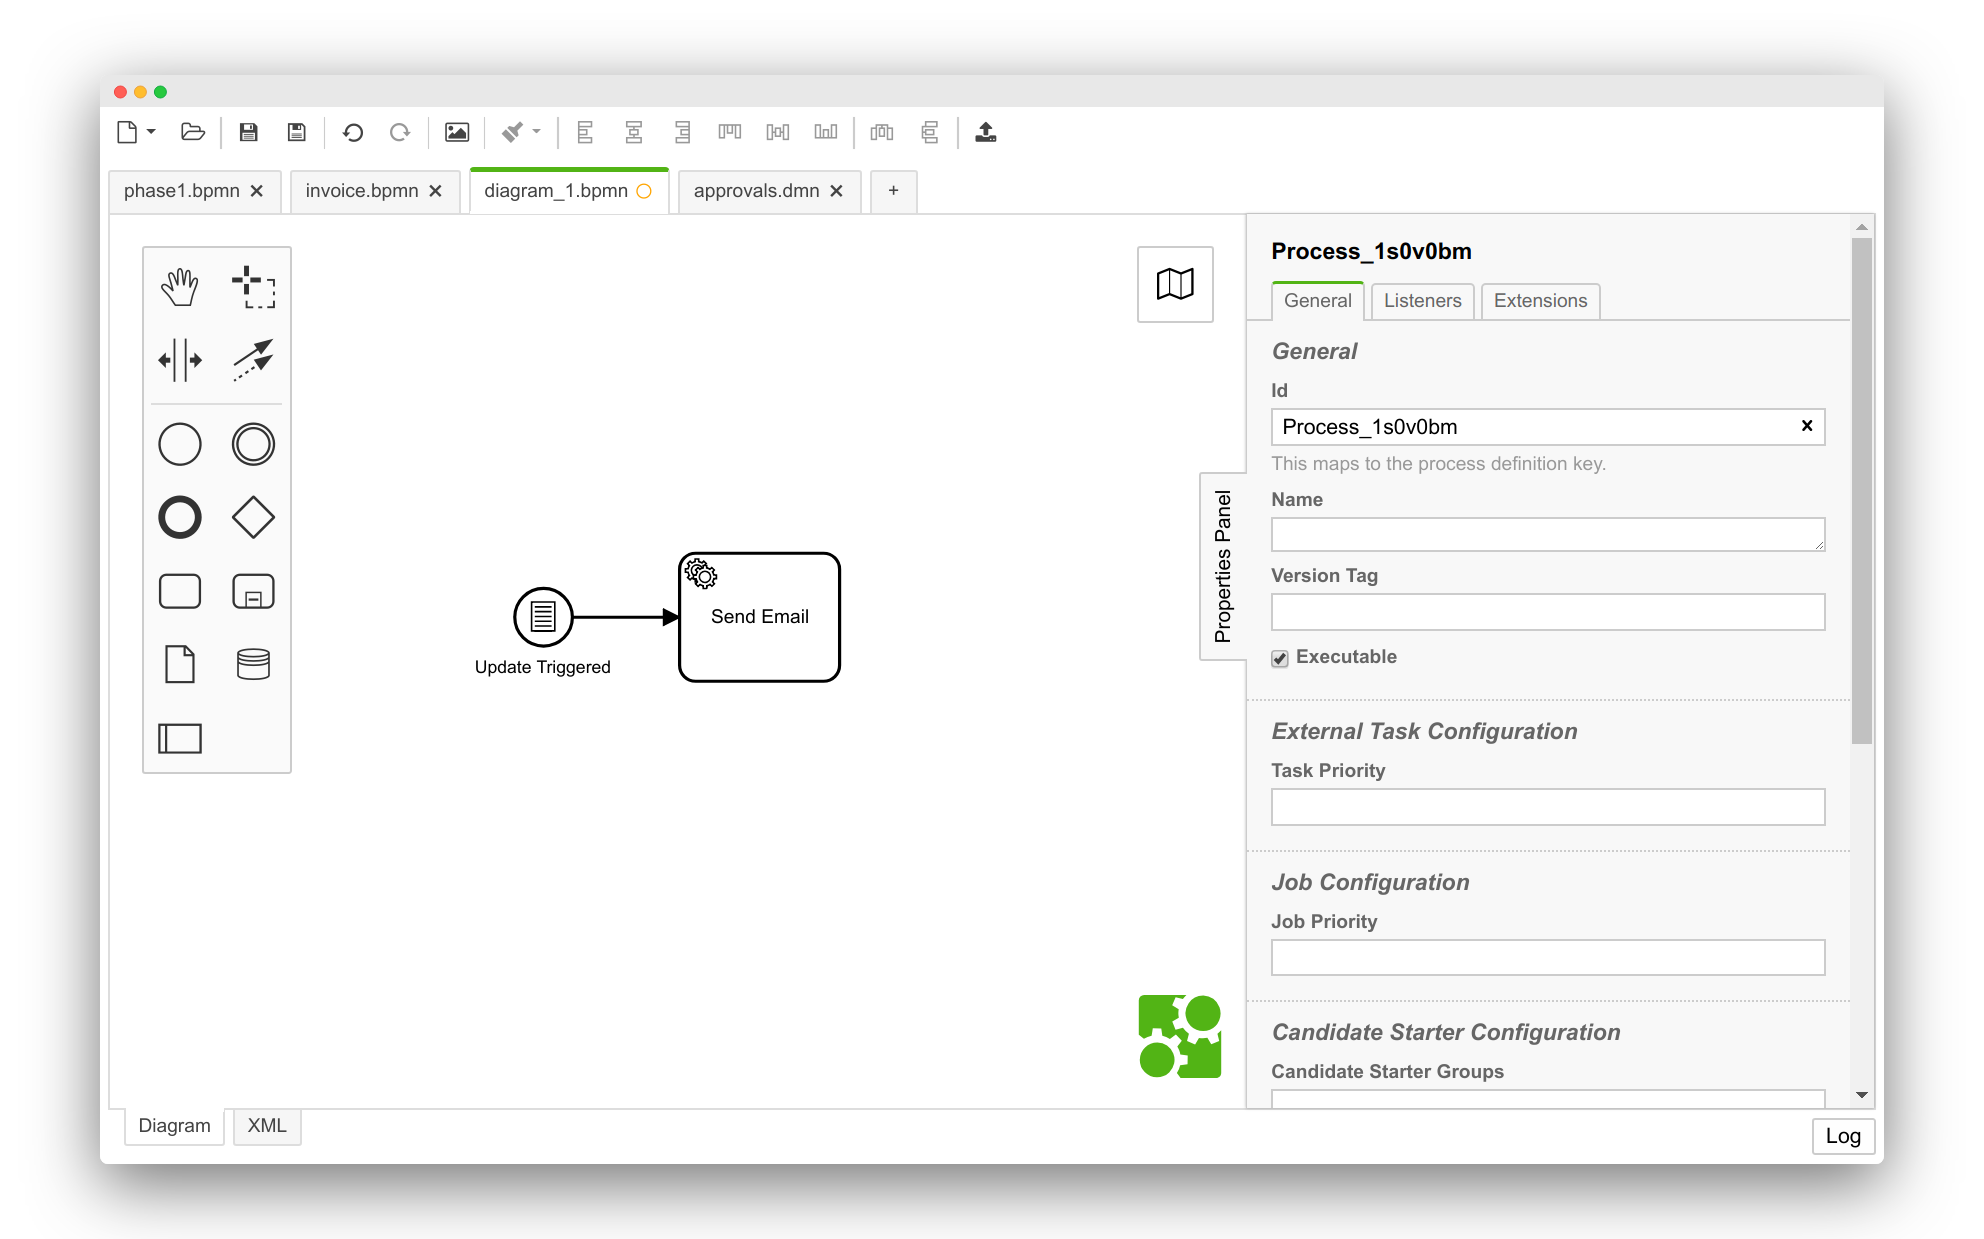 phase1.bpmn
invoice.bpmn
diagram_1.bpmn
approvals.dmn
+
Update Triggered
Send Email
Properties Panel
Process_1s0v0bm
General
Listeners
Extensions
General
Id
Process_1s0v0bm
This maps to the process definition key.
Name
Version Tag
Executable
External Task Configuration
Task Priority
Job Configuration
Job Priority
Candidate Starter Configuration
Candidate Starter Groups
Diagram
XML
Log